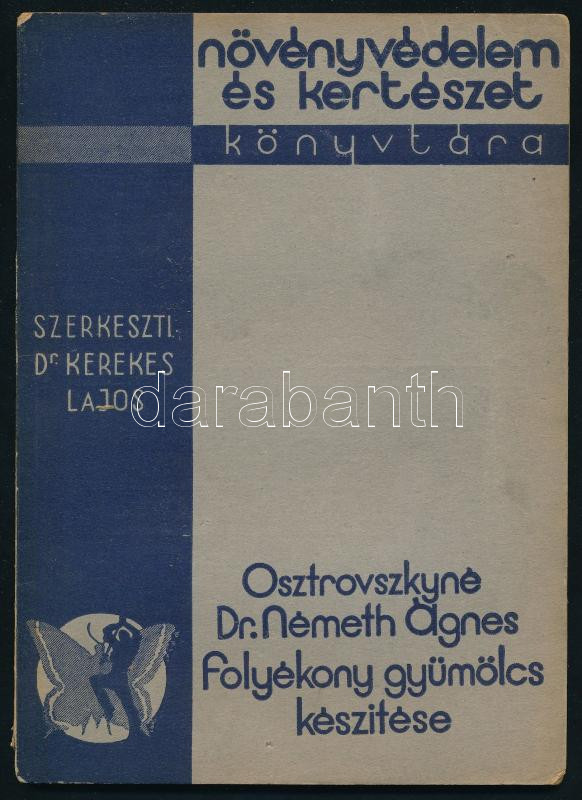 növényvédelem
és kertészet
könyvtára
SZERKESZTI:
Dr KEREKES
LAJOS
darabanth
Osztrovszkyné
Dr. Németh Ágnes
Folyékony gyümölcs
készitése